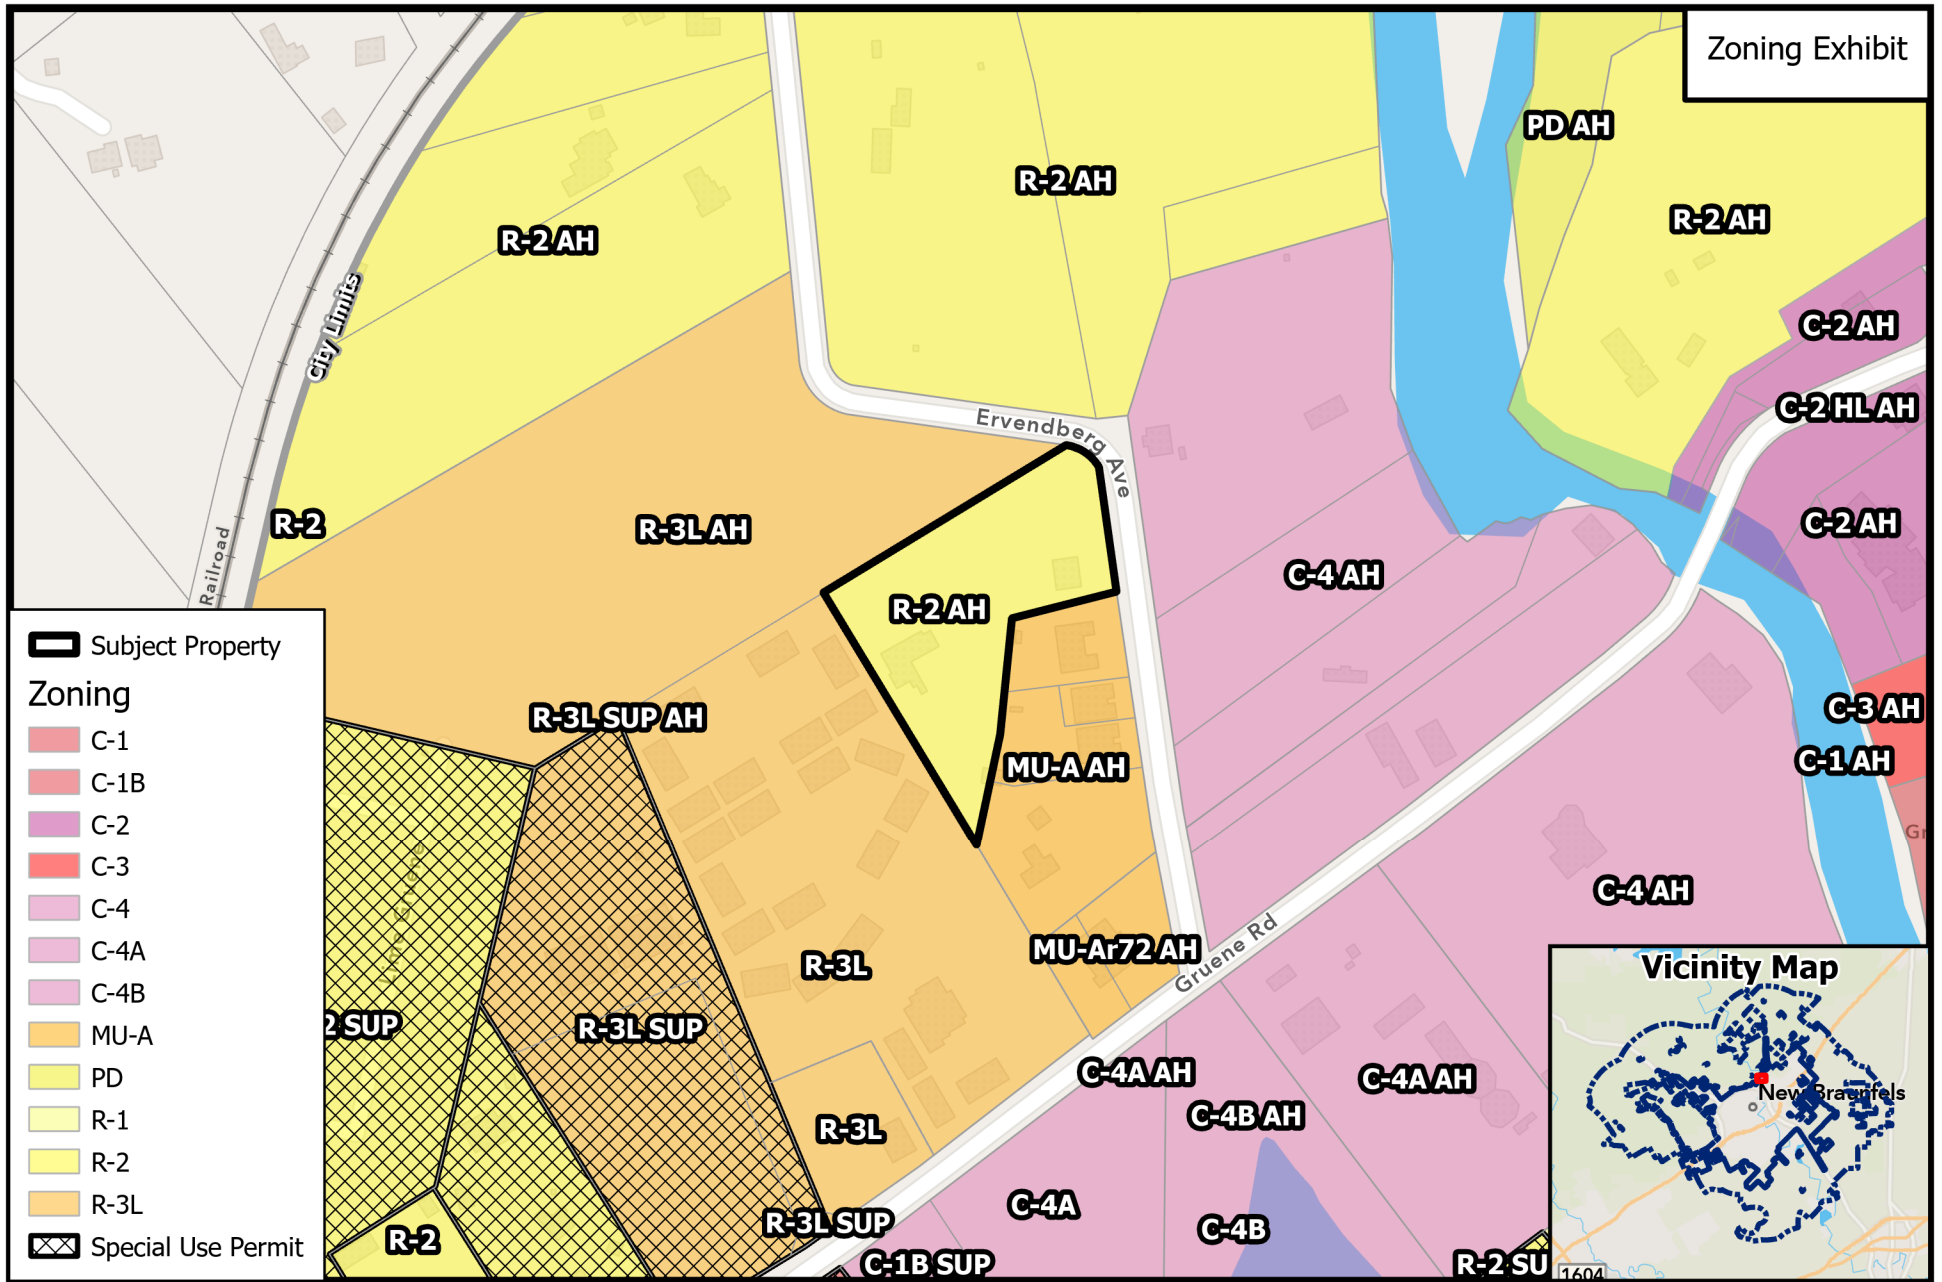 Zoning Exhibit
PD AH
R-2 AH
R-2 AH
R-2 AH
City Limits
C-2 AH
C-2 HL AH
Ervendberg Ave
R-2
R-3L AH
C-2 AH
C-4 AH
Railroad
R-2 AH
Subject Property
Zoning
C-1
C-1B
C-2
C-3
C-4
C-4A
C-4B
MU-A
PD
R-1
R-2
R-3L
Special Use Permit
R-3L SUP AH
C-3 AH
C-1 AH
MU-A AH
Gr
C-4 AH
MU-Ar72 AH
Gruene Rd
R-3L
2 SUP
R-3L SUP
C-4A AH
C-4A AH
C-4B AH
R-3L
C-4A
R-3L SUP
C-4B
R-2
C-1B SUP
R-2 SU
Vicinity Map
New Braunfels
1604